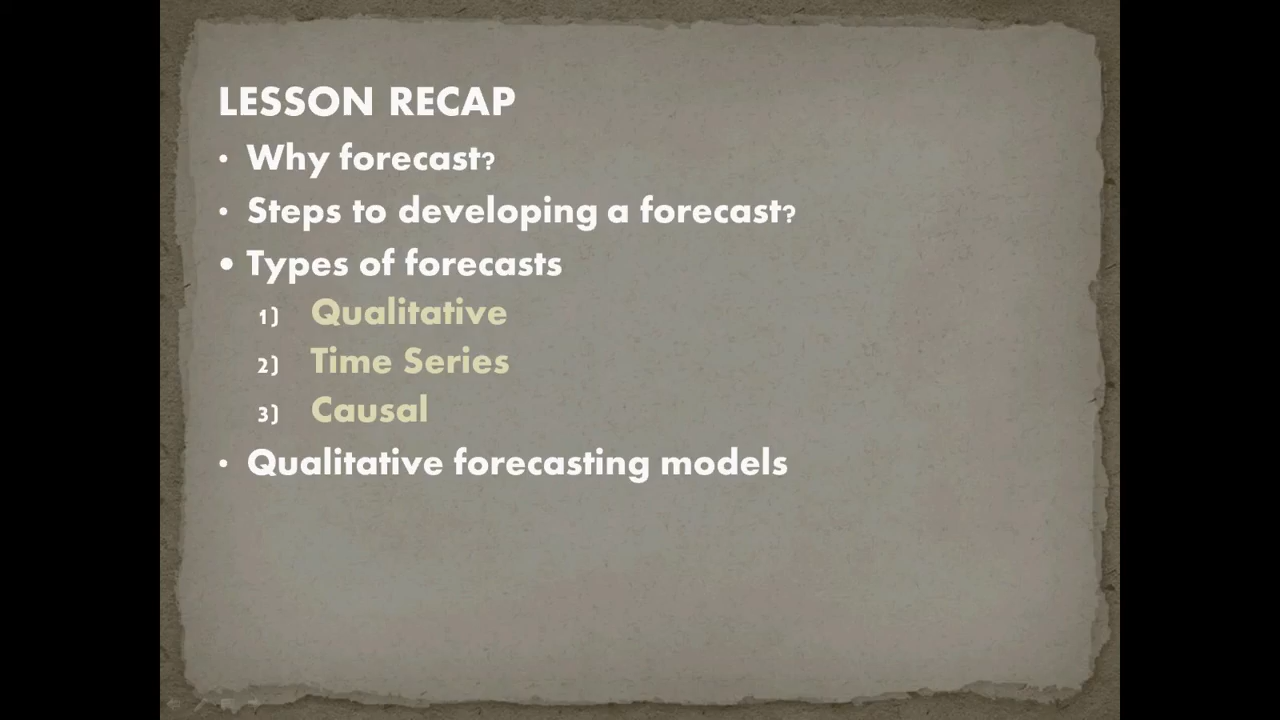 LESSON RECAP
• Why forecast?
• Steps to developing a forecast?
• Types of forecasts
1) Qualitative
2) Time Series
3) Causal
• Qualitative forecasting models